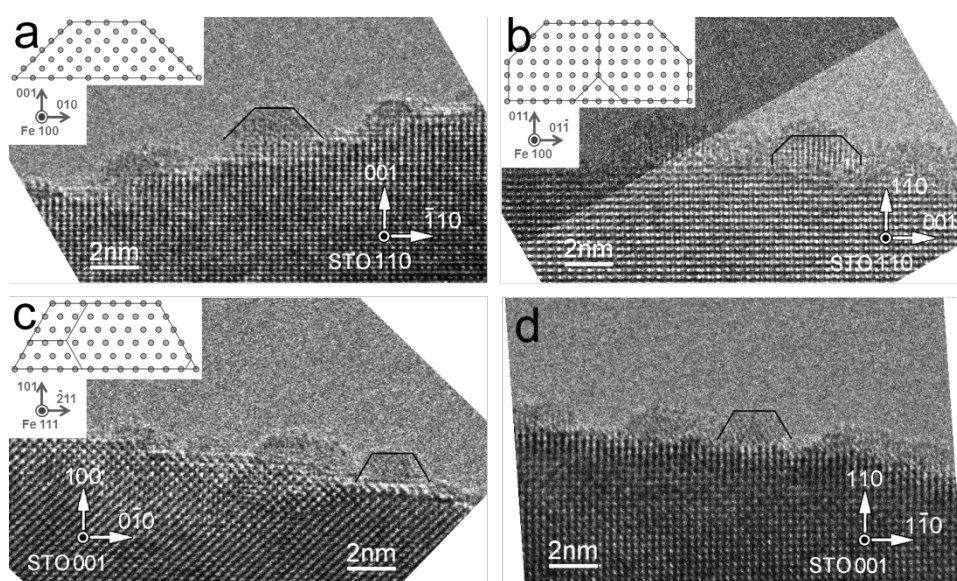 a
001
010
Fe 100
001
1̄10
STO 110
2nm
b
011
011̄
Fe 100
11̄0
001
STO 110
2nm
c
101
2̄11
Fe 111
100
01̄0
STO 001
2nm
d
110
11̄0
STO 001
2nm